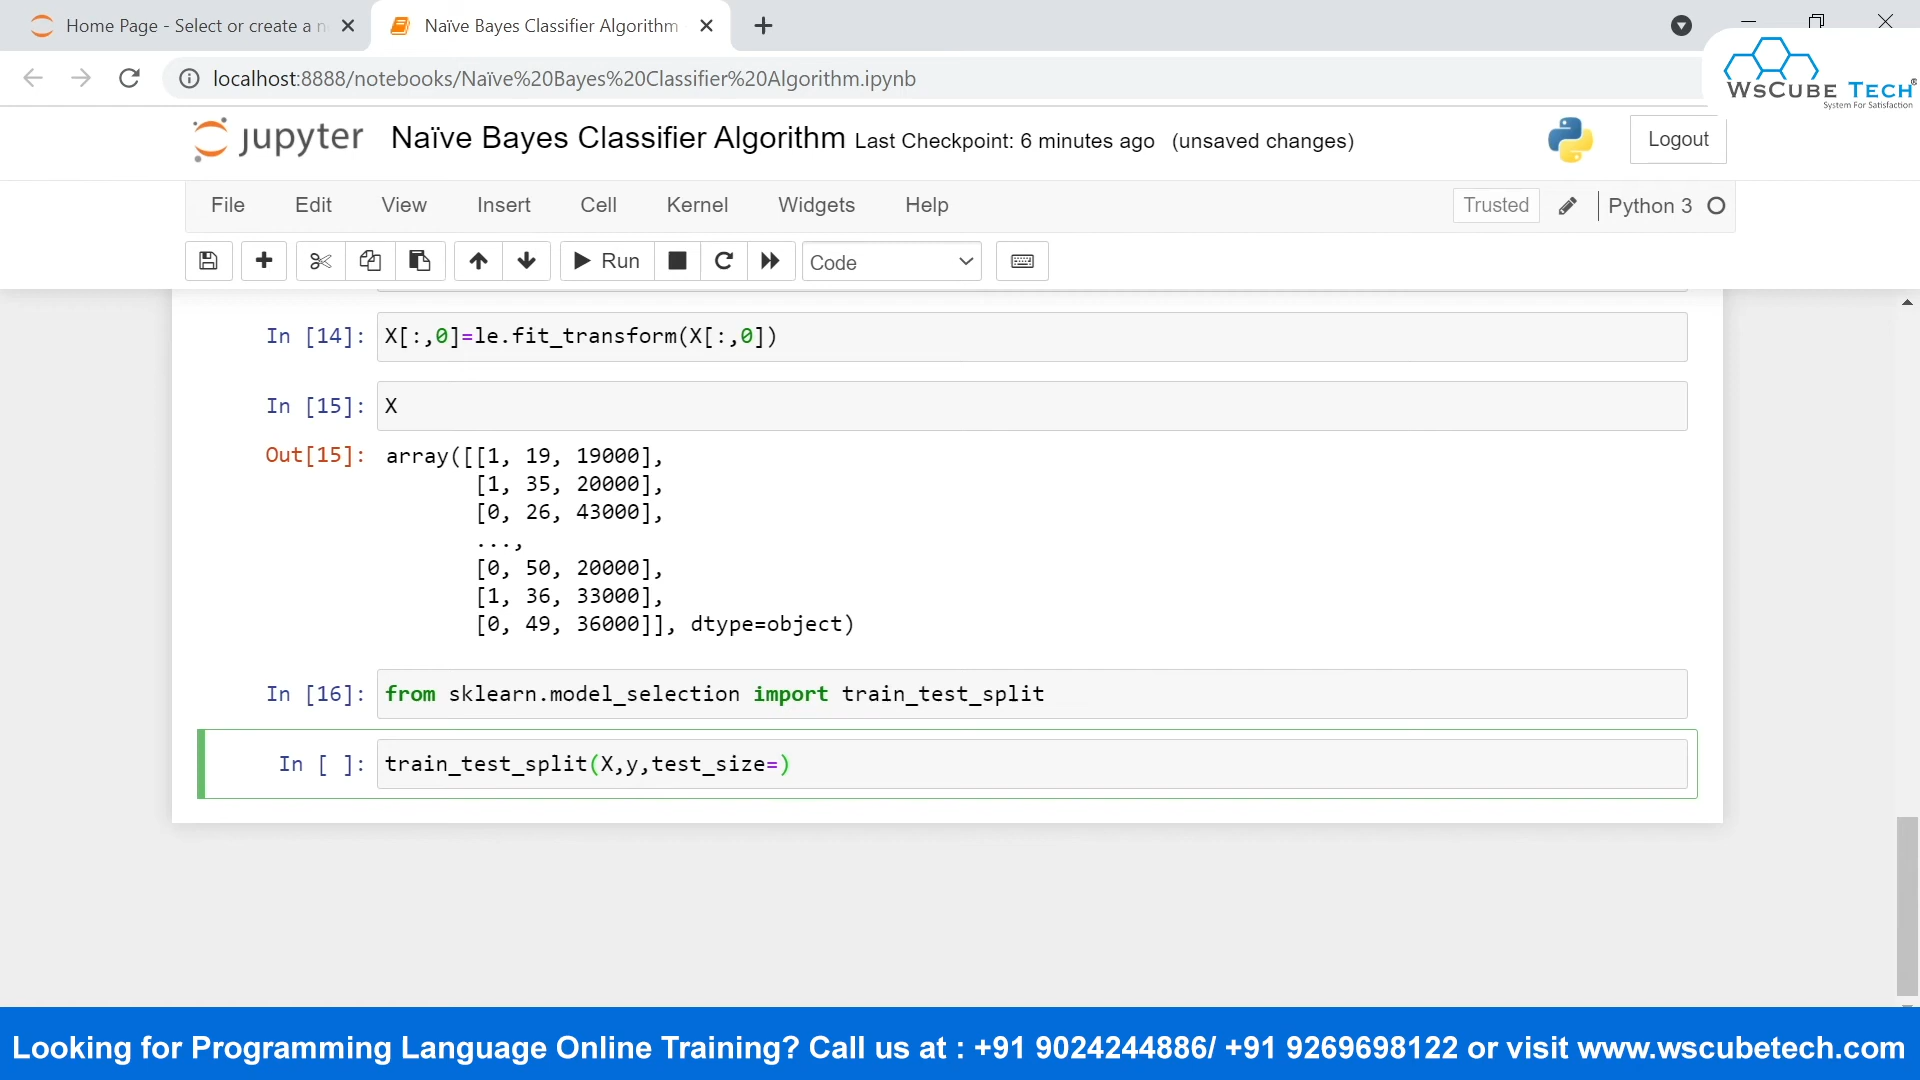 Home Page - Select or create a n
Naïve Bayes Classifier Algorithm
localhost:8888/notebooks/Naïve%20Bayes%20Classifier%20Algorithm.ipynb
WsCube Tech®
System For Satisfaction
jupyter Naïve Bayes Classifier Algorithm Last Checkpoint: 6 minutes ago (unsaved changes)
Logout
File Edit View Insert Cell Kernel Widgets Help
Trusted
Python 3
Run
Code
In [14]: X[:,0]=le.fit_transform(X[:,0])
In [15]: X
Out[15]: array([[1, 19, 19000],
[1, 35, 20000],
[0, 26, 43000],
...,
[0, 50, 20000],
[1, 36, 33000],
[0, 49, 36000]], dtype=object)
In [16]: from sklearn.model_selection import train_test_split
In [ ]: train_test_split(X,y,test_size=)
Looking for Programming Language Online Training? Call us at : +91 9024244886/ +91 9269698122 or visit www.wscubetech.com